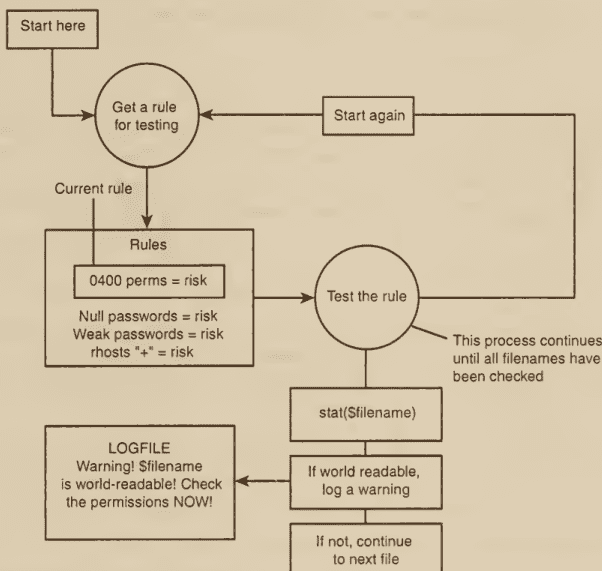 Start here
Get a rule
for testing
Start again
Current rule
Rules
0400 perms = risk
Null passwords = risk
Weak passwords = risk
rhosts "+" = risk
Test the rule
This process continues
until all filenames have
been checked
stat($filename)
LOGFILE
Warning! $filename
is world-readable! Check
the permissions NOW!
If world readable,
log a warning
If not, continue
to next file